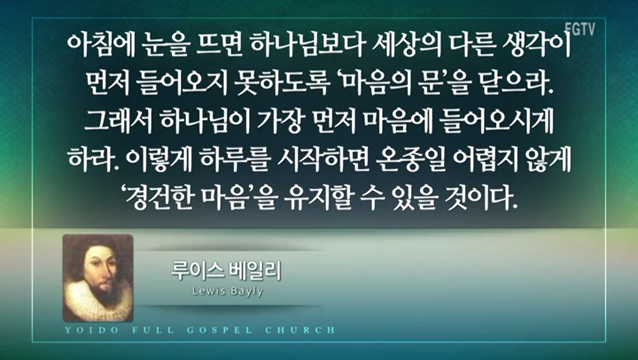 FGTV
아침에 눈을 뜨면 하나님보다 세상의 다른 생각이
먼저 들어오지 못하도록 ‘마음의 문’을 닫으라.
그래서 하나님이 가장 먼저 마음에 들어오시게
하라. 이렇게 하루를 시작하면 온종일 어렵지 않게
‘경건한 마음’을 유지할 수 있을 것이다.
루이스 베일리
Lewis Bayly
YOIDO FULL GOSPEL CHURCH